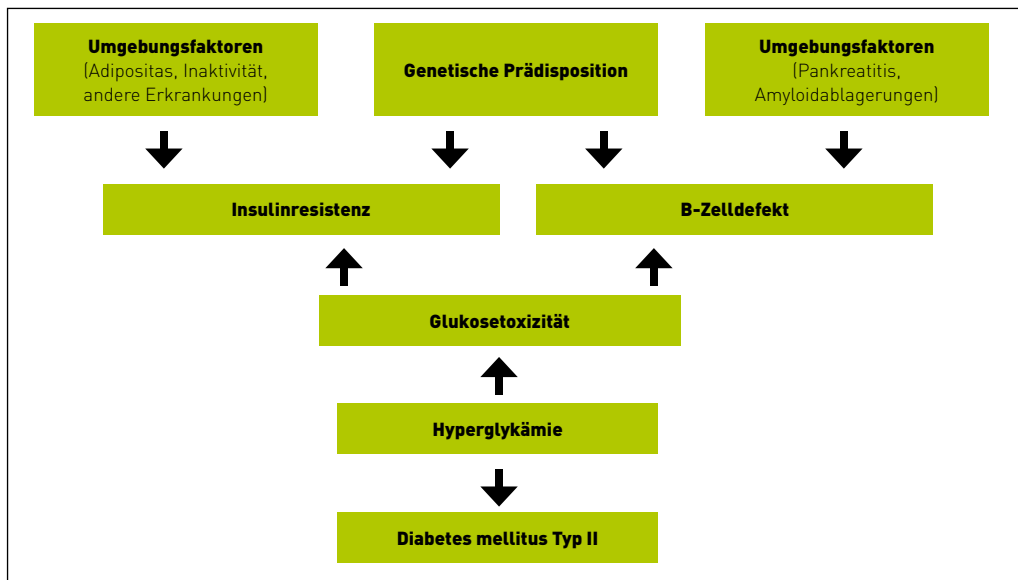 Umgebungsfaktoren
(Adipositas, Inaktivität,
andere Erkrankungen)
Genetische Prädisposition
Umgebungsfaktoren
(Pankreatitis,
Amyloidablagerungen)
Insulinresistenz
B-Zelldefekt
Glukosetoxizität
Hyperglykämie
Diabetes mellitus Typ II